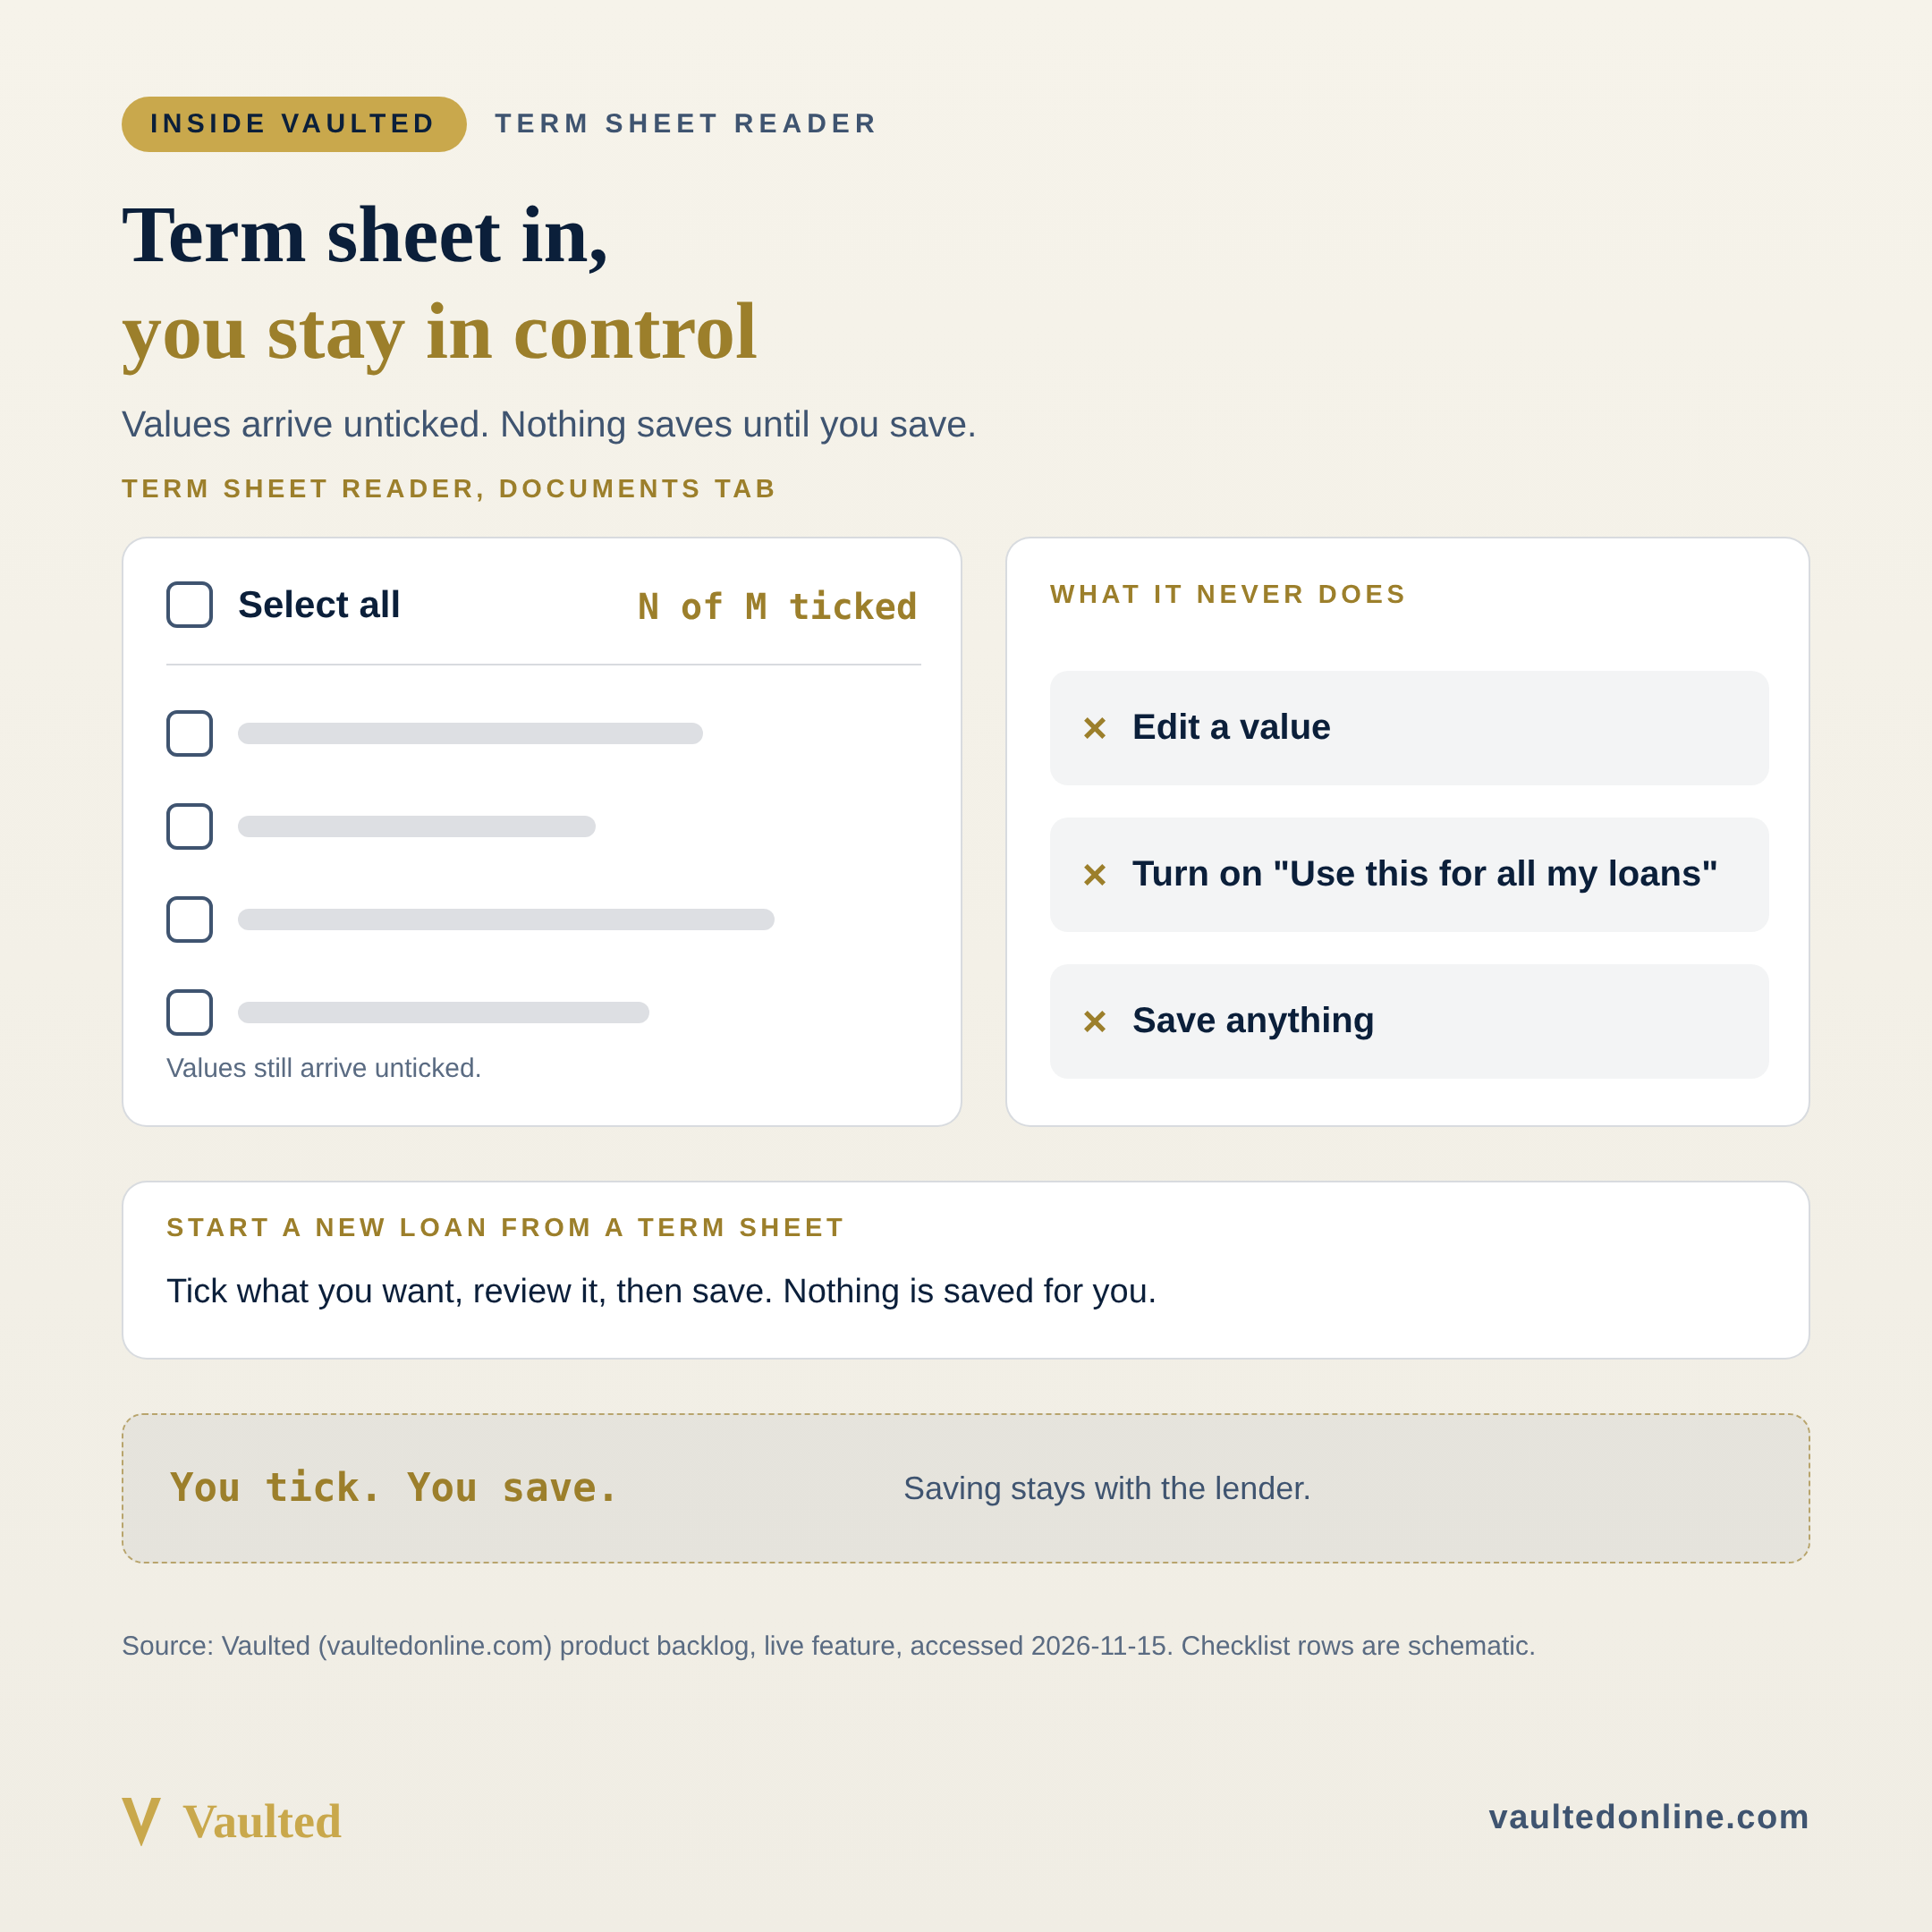 INSIDE VAULTED
TERM SHEET READER
Term sheet in,
you stay in control
Values arrive unticked. Nothing saves until you save.
TERM SHEET READER, DOCUMENTS TAB
Select all
N of M ticked
Values still arrive unticked.
WHAT IT NEVER DOES
× Edit a value
× Turn on "Use this for all my loans"
× Save anything
START A NEW LOAN FROM A TERM SHEET
Tick what you want, review it, then save. Nothing is saved for you.
You tick. You save.
Saving stays with the lender.
Source: Vaulted (vaultedonline.com) product backlog, live feature, accessed 2026-11-15. Checklist rows are schematic.
Vaulted
vaultedonline.com